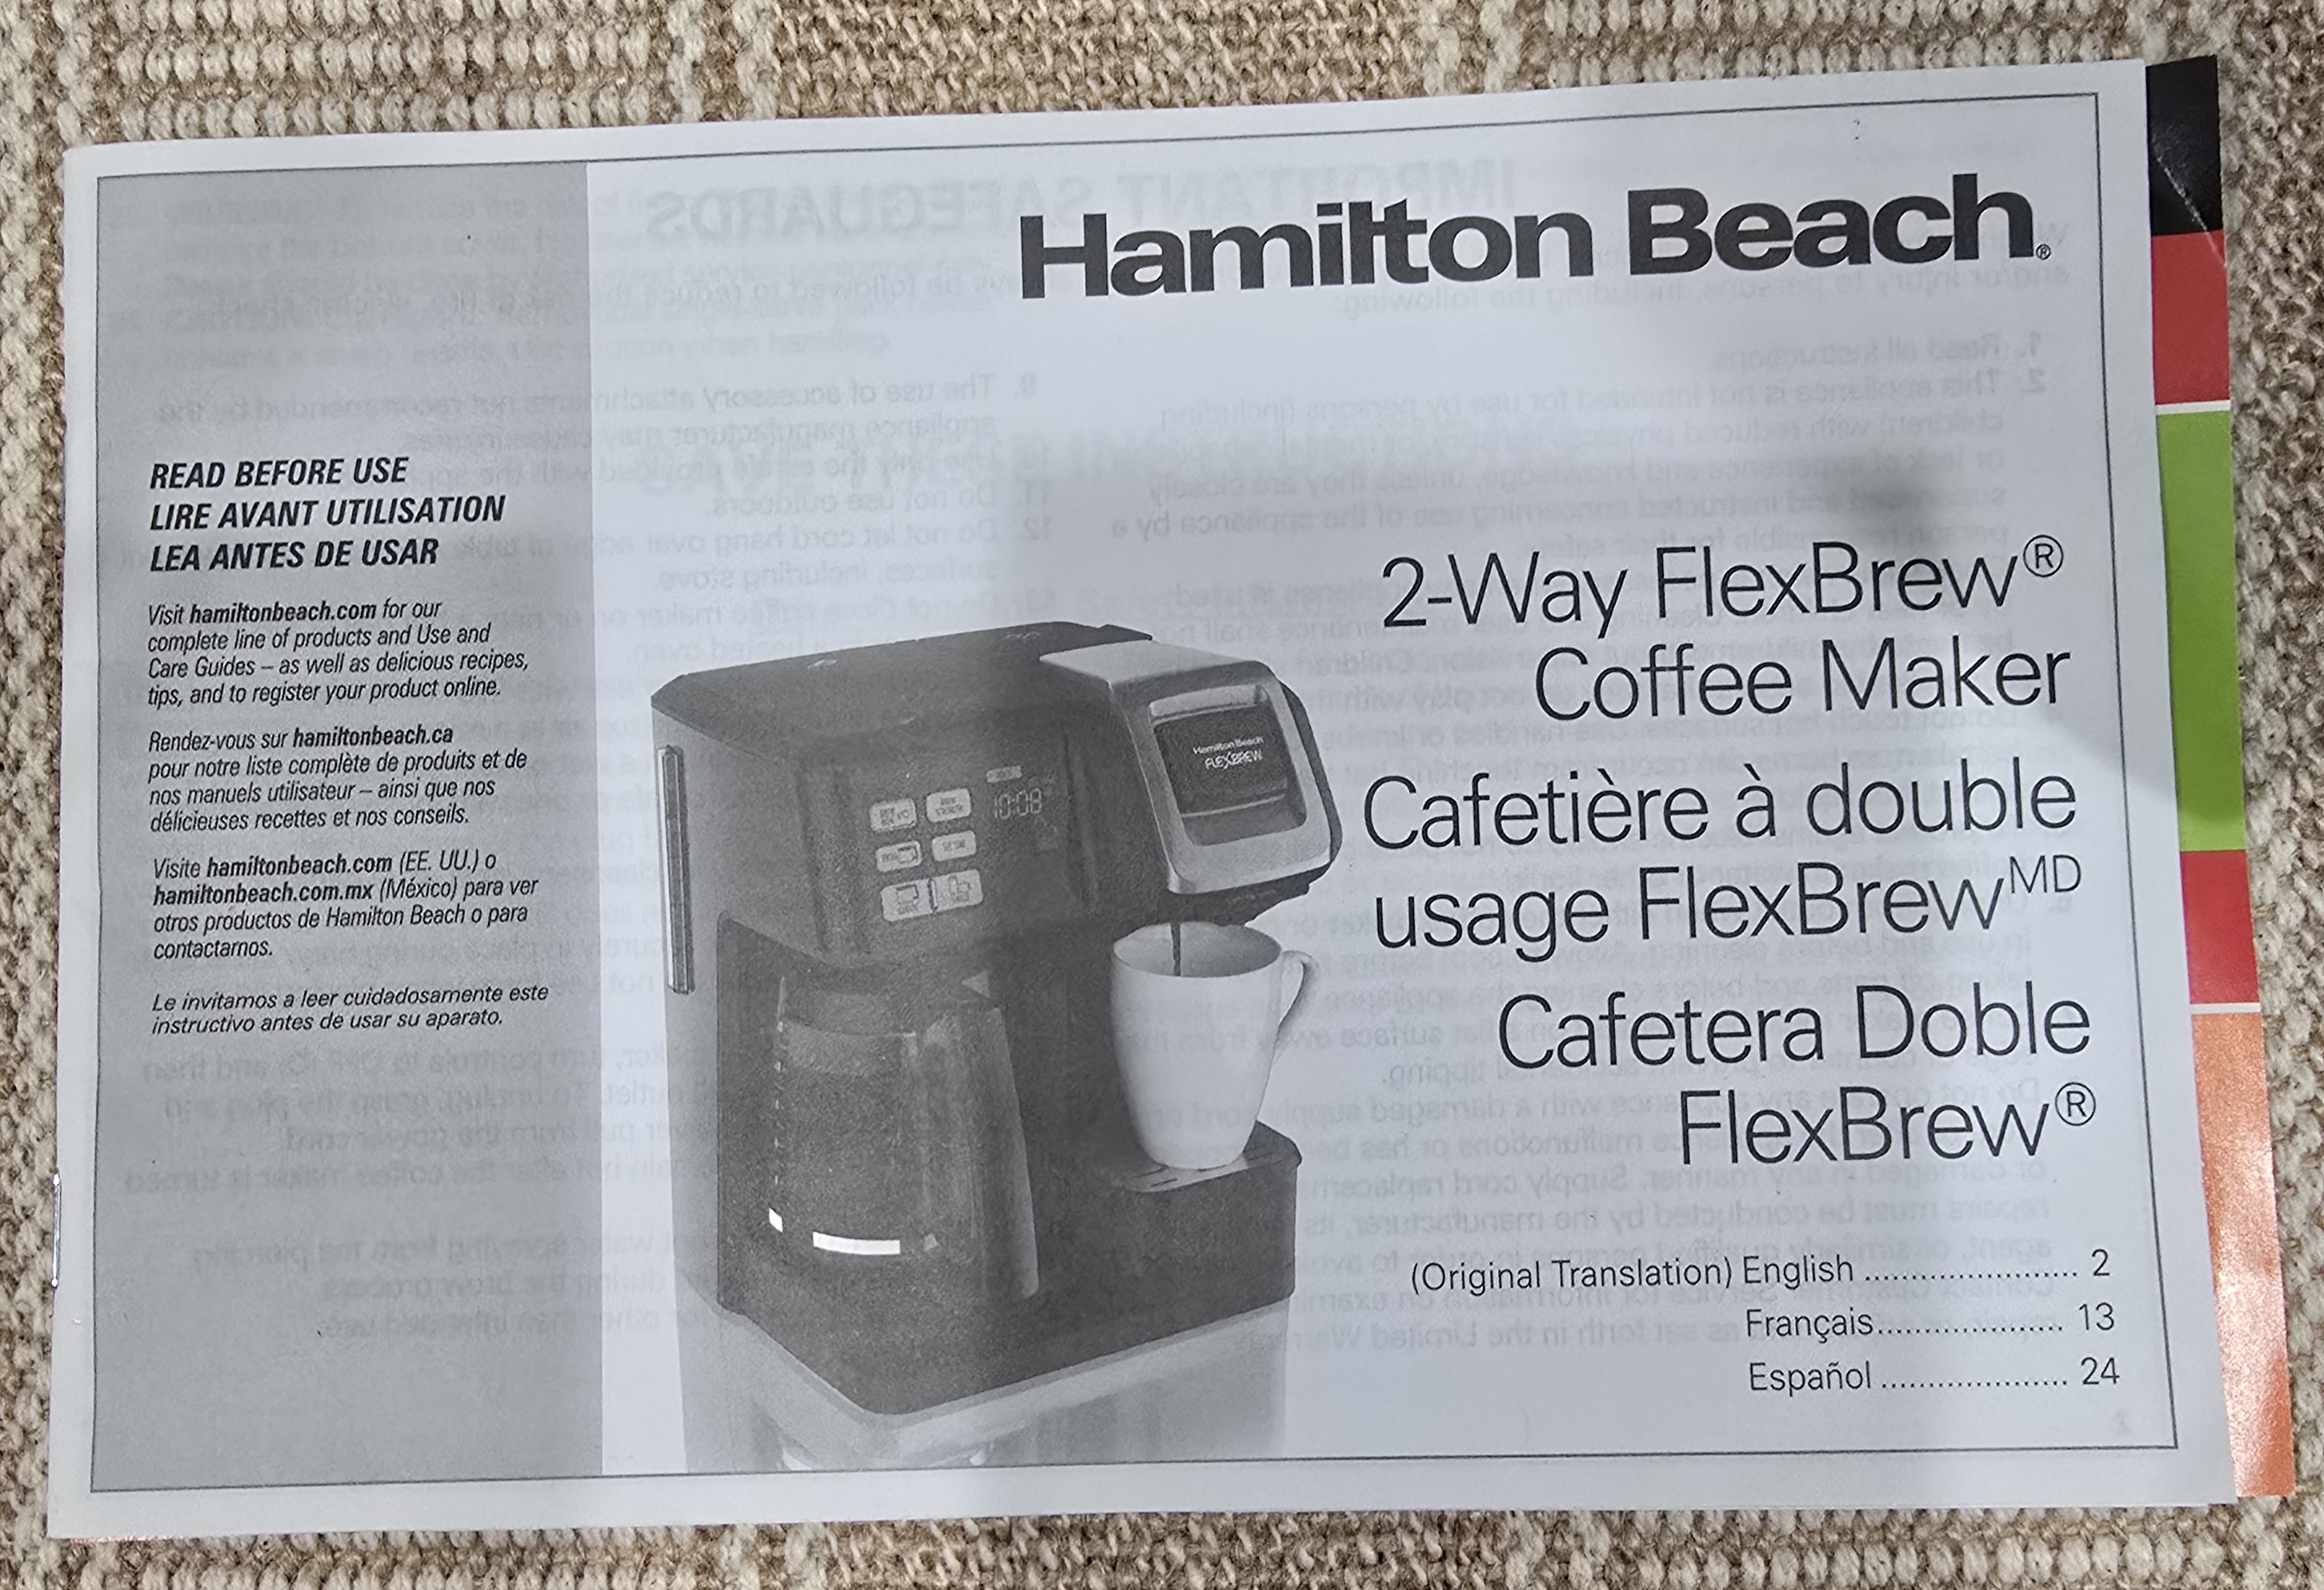 READ BEFORE USE
LIRE AVANT UTILISATION
LEA ANTES DE USAR
Visit hamiltonbeach.com for our
complete line of products and Use and
Care Guides – as well as delicious recipes,
tips, and to register your product online.
Rendez-vous sur hamiltonbeach.ca
pour notre liste complète de produits et de
nos manuels utilisateur – ainsi que nos
délicieuses recettes et nos conseils.
Visite hamiltonbeach.com (EE. UU.) o
hamiltonbeach.com.mx (México) para ver
otros productos de Hamilton Beach o para
contactarnos.
Le invitamos a leer cuidadosamente este
instructivo antes de usar su aparato.
Hamilton Beach®
2-Way FlexBrew®
Coffee Maker
Cafetière à double
usage FlexBrewMD
Cafetera Doble
FlexBrew®
Hamilton Beach
FLEXBREW
10:08
(Original Translation) English ....................... 2
Français.................... 13
Español .................... 24